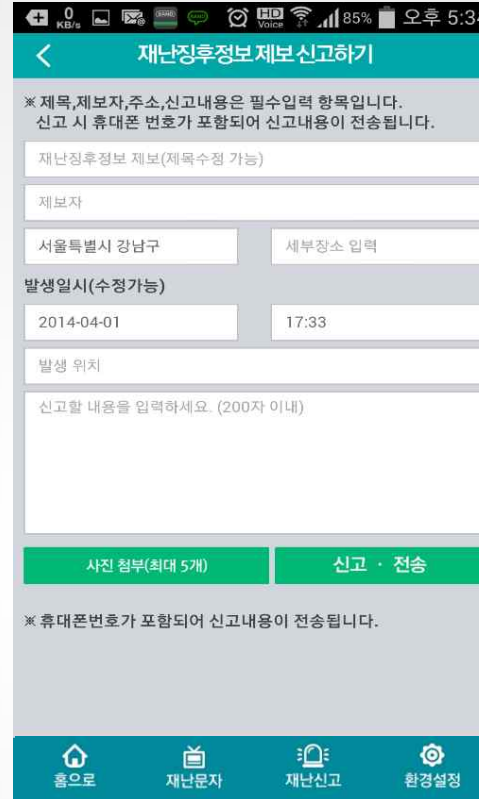 0 KB/s HD Voice 85% 오후 5:34
재난징후정보 제보 신고하기
※ 제목,제보자,주소,신고내용은 필수입력 항목입니다.
신고 시 휴대폰 번호가 포함되어 신고내용이 전송됩니다.
재난징후정보 제보(제목수정 가능)
제보자
서울특별시 강남구 세부장소 입력
발생일시(수정가능)
2014-04-01 17:33
발생 위치
신고할 내용을 입력하세요. (200자 이내)
사진 첨부(최대 5개) 신고 · 전송
※ 휴대폰번호가 포함되어 신고내용이 전송됩니다.
홈으로 재난문자 재난신고 환경설정